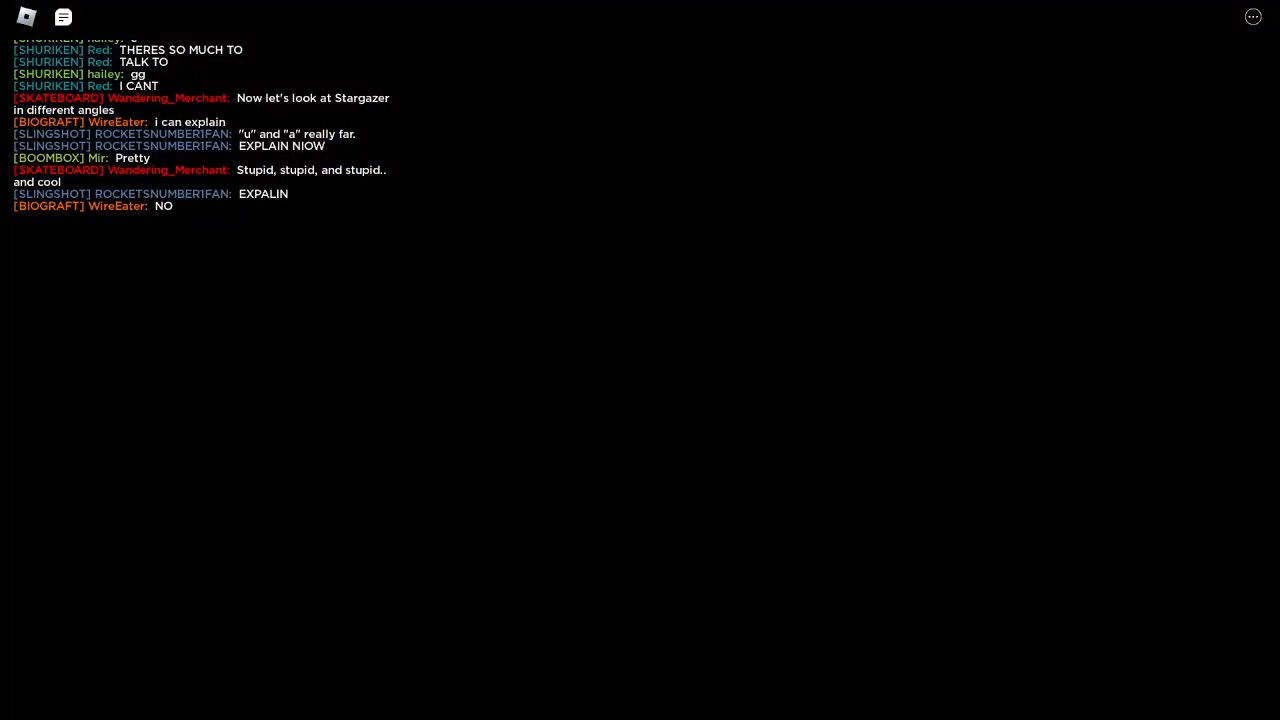 [SHURIKEN] hailey:
[SHURIKEN] Red: THERES SO MUCH TO
[SHURIKEN] Red: TALK TO
[SHURIKEN] hailey: gg
[SHURIKEN] Red: I CANT
[SKATEBOARD] Wandering_Merchant: Now let's look at Stargazer
in different angles
[BIOGRAFT] WireEater: i can explain
[SLINGSHOT] ROCKETSNUMBER1FAN: "u" and "a" really far.
[SLINGSHOT] ROCKETSNUMBER1FAN: EXPLAIN NIOW
[BOOMBOX] Mir: Pretty
[SKATEBOARD] Wandering_Merchant: Stupid, stupid, and stupid..
and cool
[SLINGSHOT] ROCKETSNUMBER1FAN: EXPALIN
[BIOGRAFT] WireEater: NO